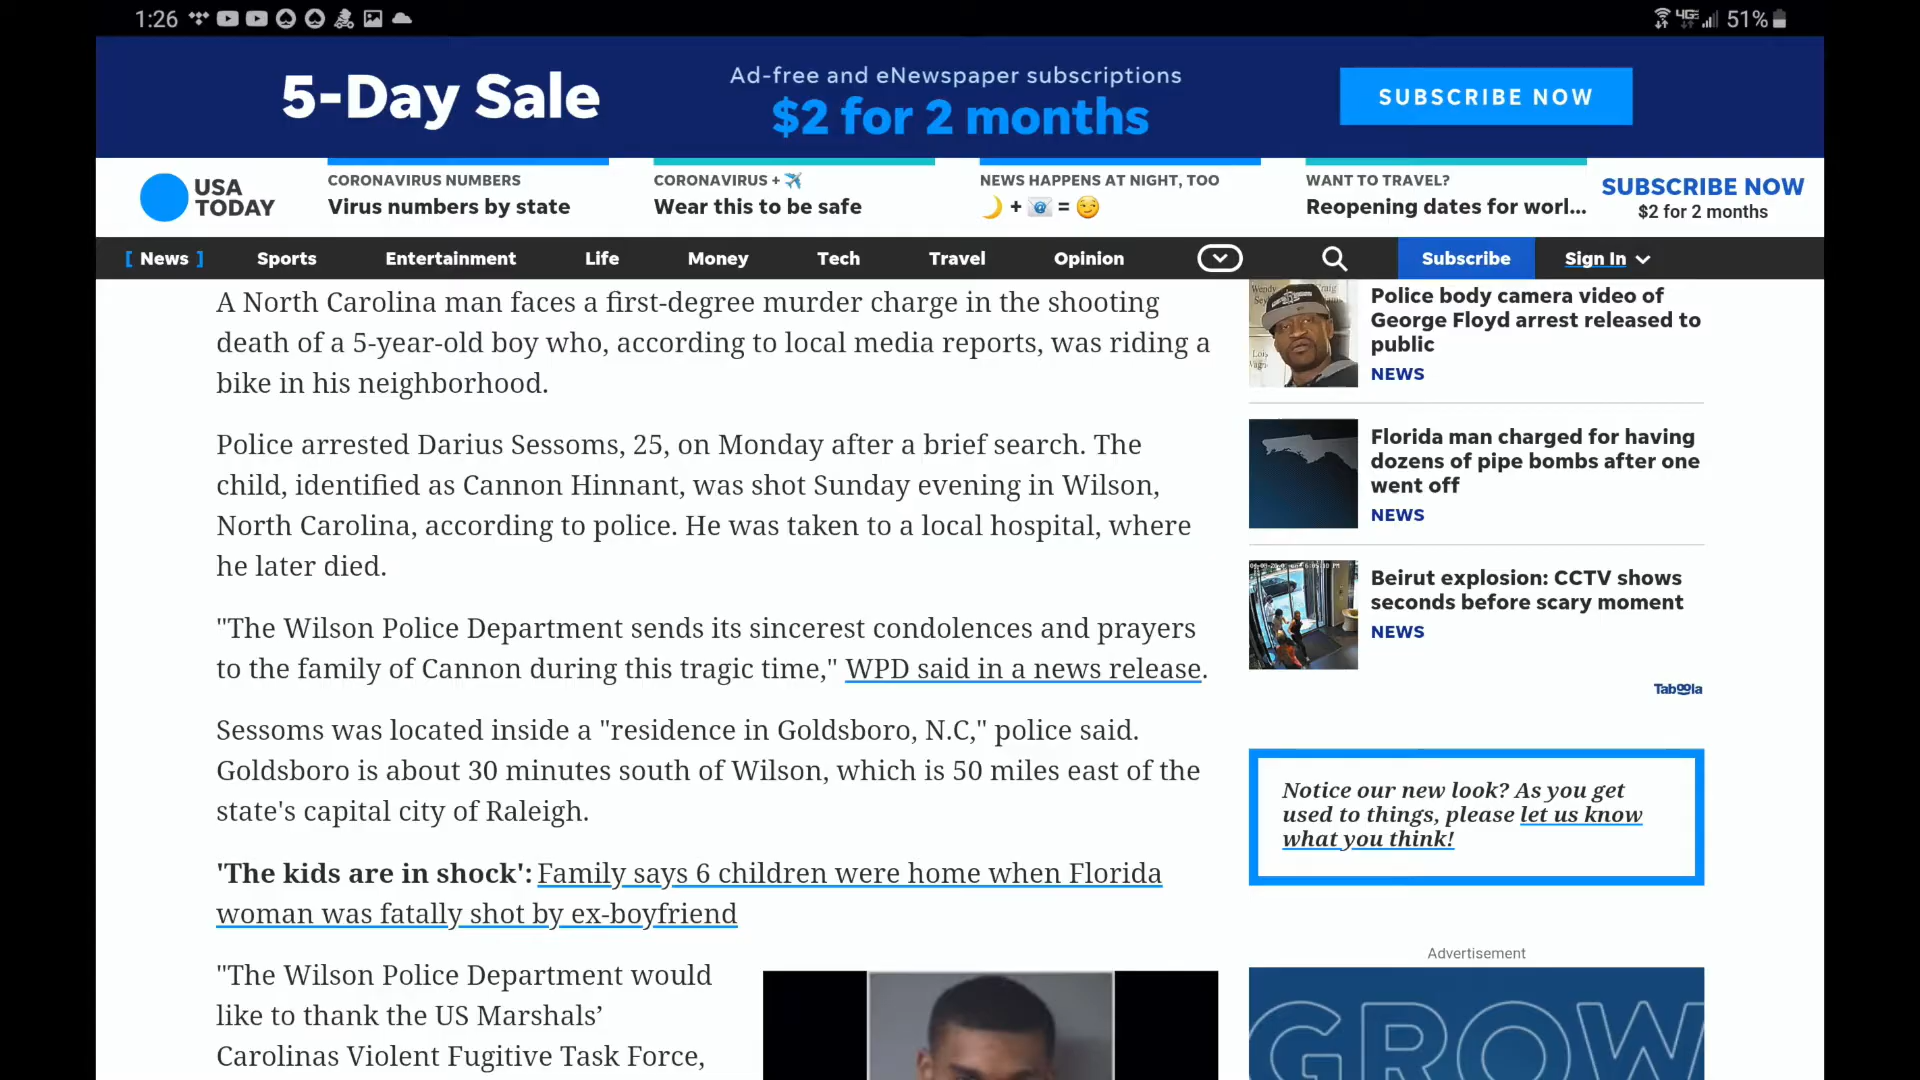 1:26
4GE 51%
5-Day Sale
Ad-free and eNewspaper subscriptions
$2 for 2 months
SUBSCRIBE NOW
USA
TODAY
CORONAVIRUS NUMBERS
Virus numbers by state
CORONAVIRUS + ✈️
Wear this to be safe
NEWS HAPPENS AT NIGHT, TOO
🌙 + 📧 = 😏
WANT TO TRAVEL?
Reopening dates for worl...
SUBSCRIBE NOW
$2 for 2 months
[ News ] Sports Entertainment Life Money Tech Travel Opinion Subscribe Sign In
A North Carolina man faces a first-degree murder charge in the shooting
death of a 5-year-old boy who, according to local media reports, was riding a
bike in his neighborhood.
Police arrested Darius Sessoms, 25, on Monday after a brief search. The
child, identified as Cannon Hinnant, was shot Sunday evening in Wilson,
North Carolina, according to police. He was taken to a local hospital, where
he later died.
"The Wilson Police Department sends its sincerest condolences and prayers
to the family of Cannon during this tragic time," WPD said in a news release.
Sessoms was located inside a "residence in Goldsboro, N.C," police said.
Goldsboro is about 30 minutes south of Wilson, which is 50 miles east of the
state's capital city of Raleigh.
'The kids are in shock': Family says 6 children were home when Florida
woman was fatally shot by ex-boyfriend
"The Wilson Police Department would
like to thank the US Marshals’
Carolinas Violent Fugitive Task Force,
Police body camera video of
George Floyd arrest released to
public
NEWS
Florida man charged for having
dozens of pipe bombs after one
went off
NEWS
Beirut explosion: CCTV shows
seconds before scary moment
NEWS
Taboola
Notice our new look? As you get
used to things, please let us know
what you think!
Advertisement
GROW